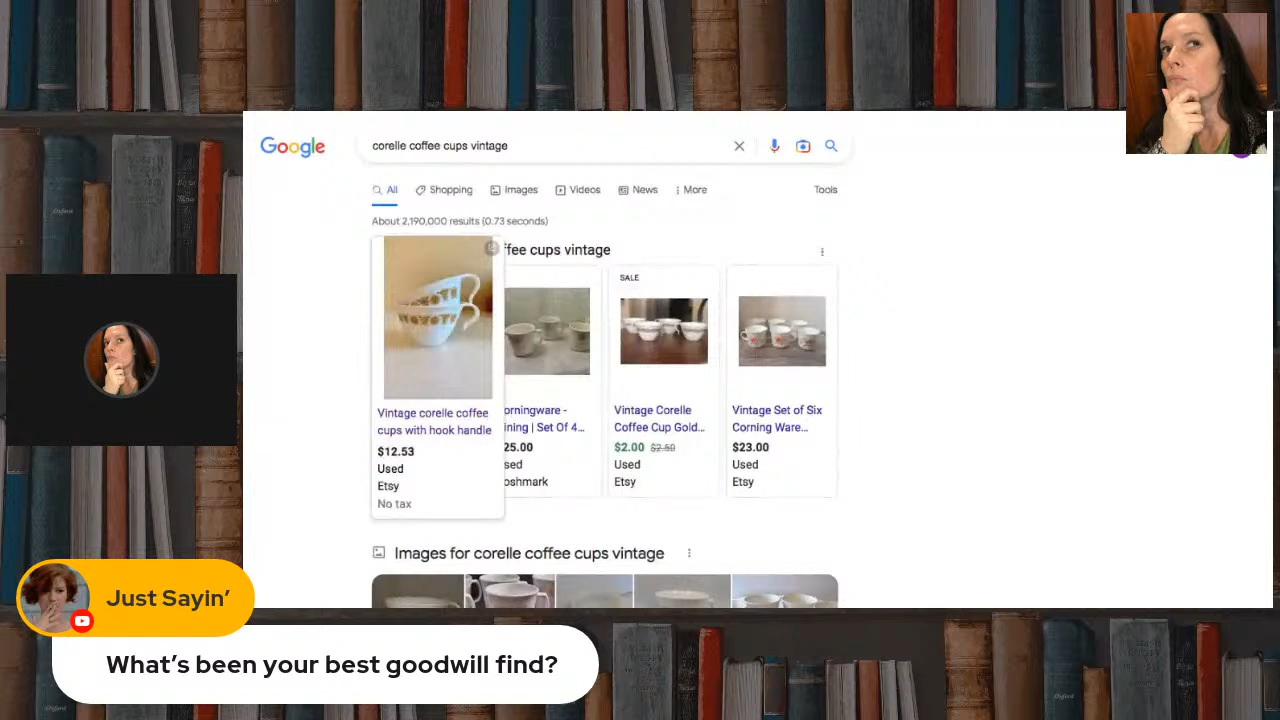 Google
corelle coffee cups vintage
All
Shopping
Images
Videos
News
More
Tools
About 2,190,000 results (0.73 seconds)
ffee cups vintage
Vintage corelle coffee
cups with hook handle
$12.53
Used
Etsy
No tax
orningware -
ining | Set Of 4...
25.00
sed
oshmark
SALE
Vintage Corelle
Coffee Cup Gold...
$2.00 $2.50
Used
Etsy
Vintage Set of Six
Corning Ware...
$23.00
Used
Etsy
Images for corelle coffee cups vintage
Just Sayin’
What’s been your best goodwill find?